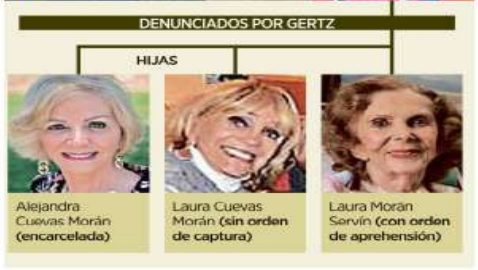 DENUNCIADOS POR GERTZ
HIJAS
Alejandra
Cuevas Morán
(encarcelada)
Laura Cuevas
Morán (sin orden
de captura)
Laura Morán
Servín (con orden
de aprehensión)